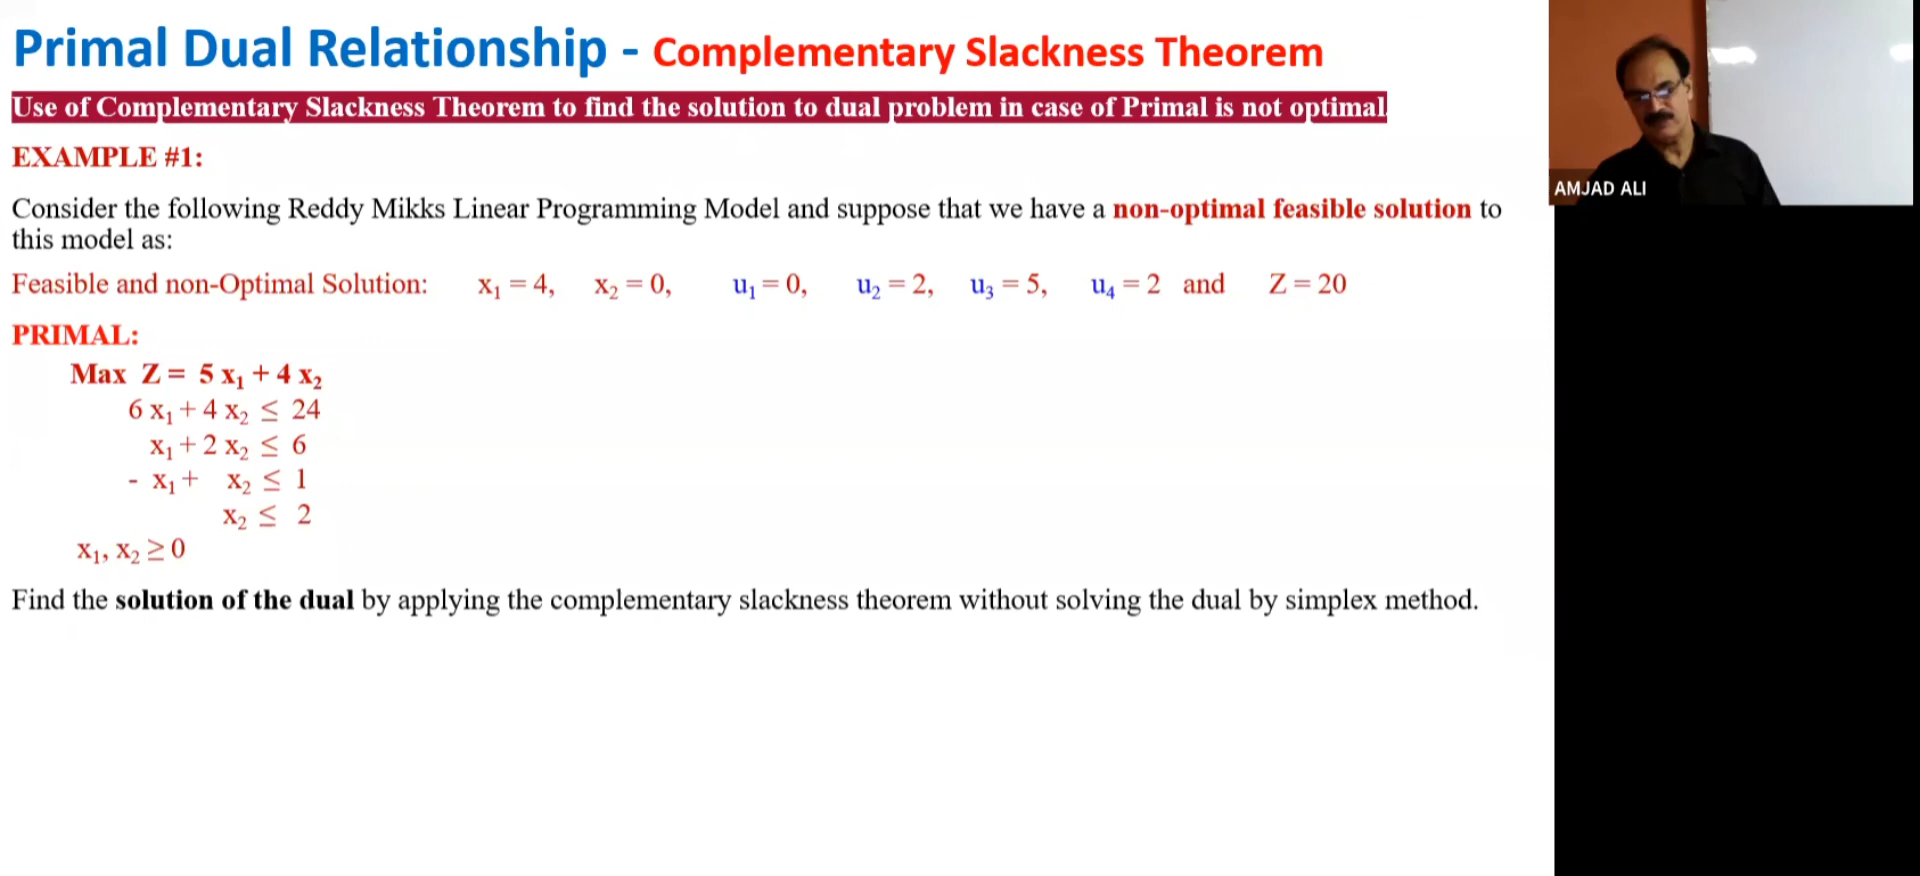 Primal Dual Relationship - Complementary Slackness Theorem
Use of Complementary Slackness Theorem to find the solution to dual problem in case of Primal is not optimal.
EXAMPLE #1:
Consider the following Reddy Mikks Linear Programming Model and suppose that we have a non-optimal feasible solution to
this model as:
Feasible and non-Optimal Solution: x₁ = 4, x₂ = 0, u₁ = 0, u₂ = 2, u₃ = 5, u₄ = 2 and Z = 20
PRIMAL:
Max Z = 5 x₁ + 4 x₂
6 x₁ + 4 x₂ ≤ 24
x₁ + 2 x₂ ≤ 6
- x₁ + x₂ ≤ 1
x₂ ≤ 2
x₁, x₂ ≥ 0
Find the solution of the dual by applying the complementary slackness theorem without solving the dual by simplex method.
AMJAD ALI